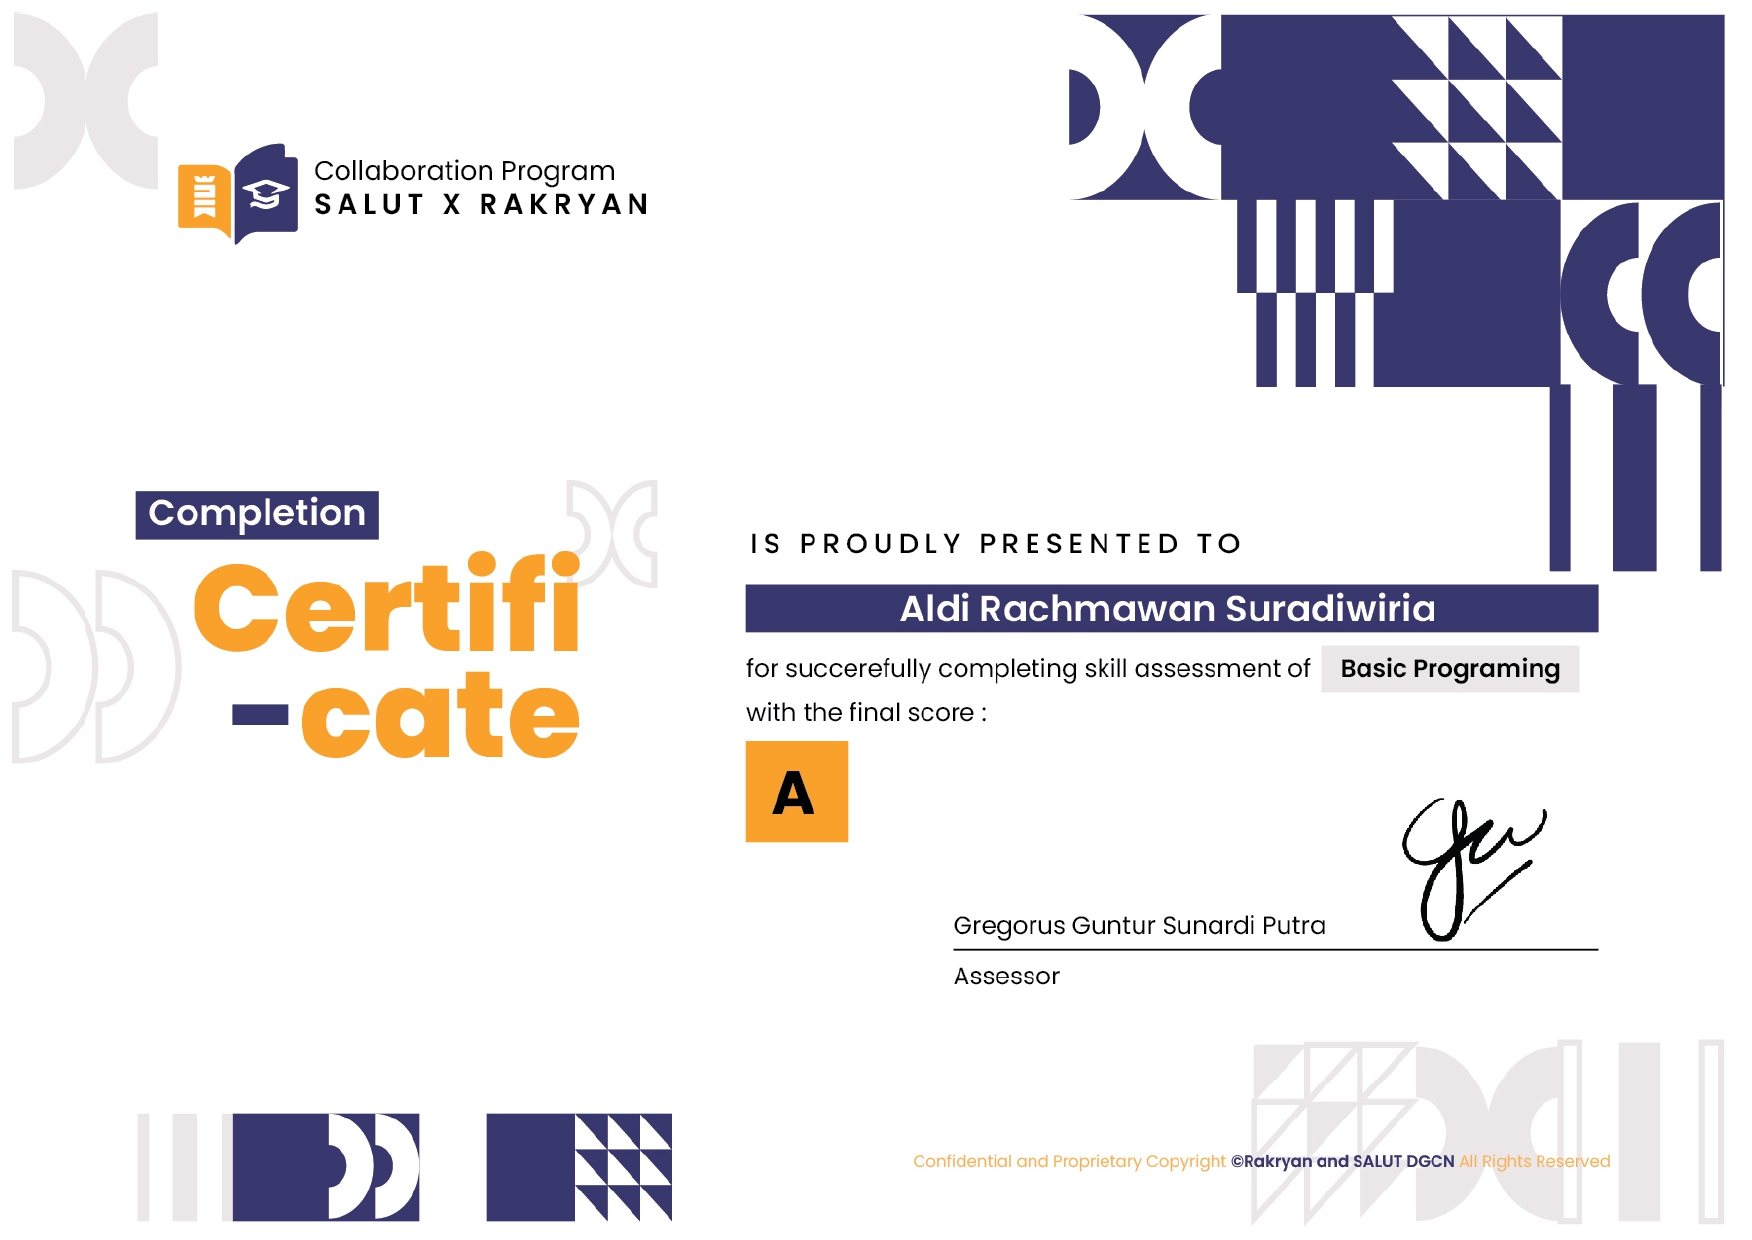 Collaboration Program
SALUT X RAKRYAN
Completion
Certifi
-cate
IS PROUDLY PRESENTED TO
Aldi Rachmawan Suradiwiria
for succerefully completing skill assessment of Basic Programing
with the final score :
A
Gregorus Guntur Sunardi Putra
Assessor
Confidential and Proprietary Copyright ©Rakryan and SALUT DGCN All Rights Reserved